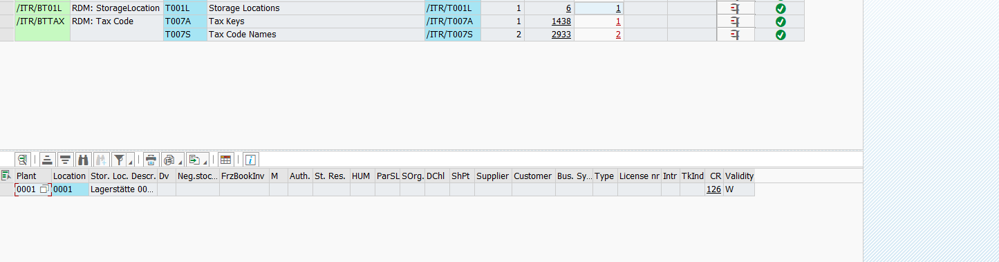 /ITR/BT01L RDM: StorageLocation T001L Storage Locations /ITR/T001L 1 6 1
/ITR/BTTAX RDM: Tax Code T007A Tax Keys /ITR/T007A 1 1438 1
T007S Tax Code Names /ITR/T007S 2 2933 2
Plant Location Stor. Loc. Descr. Dv Neg.stoc... FrzBookInv M Auth. St. Res. HUM ParSL SOrg. DChl ShPt Supplier Customer Bus. Sy... Type License nr Intr TkInd CR Validity
0001 0001 Lagerstätte 00... 126 W